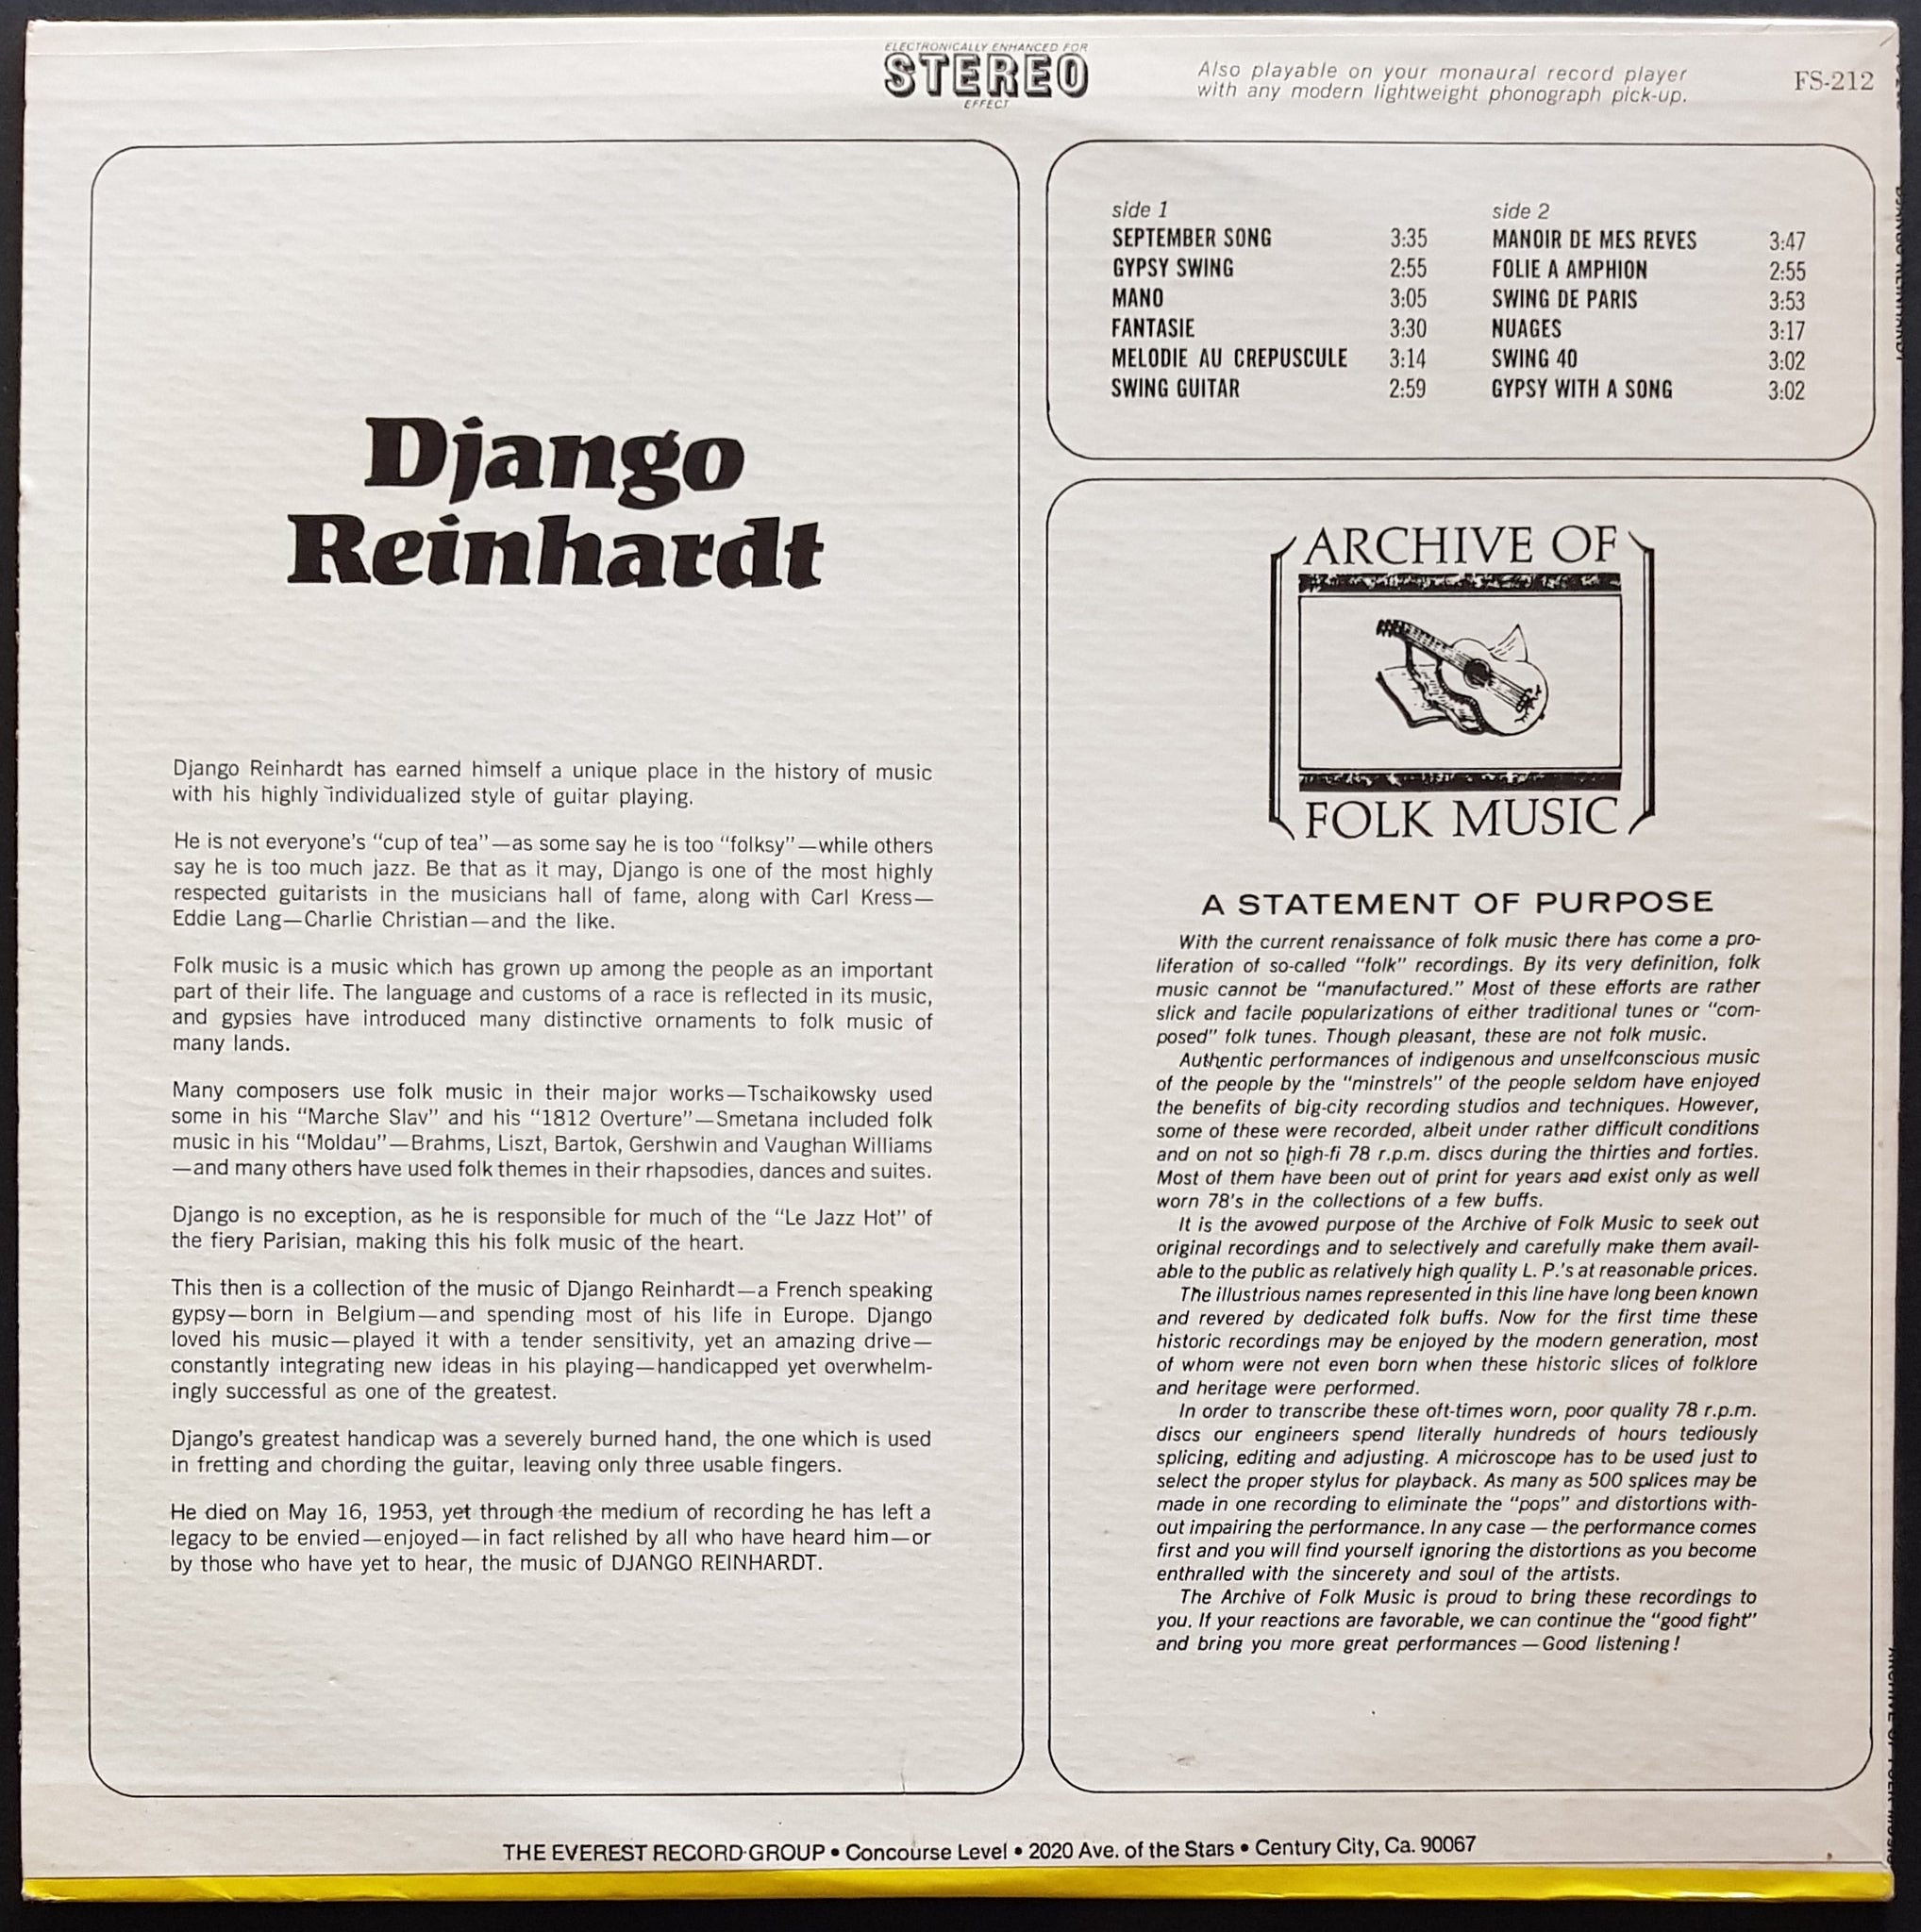 ELECTRONICALLY ENHANCED FOR
STEREO
EFFECT
Also playable on your monaural record player
with any modern lightweight phonograph pick-up.
FS-212
Django
Reinhardt
Django Reinhardt has earned himself a unique place in the history of music
with his highly individualized style of guitar playing.
He is not everyone's "cup of tea"—as some say he is too "folksy"—while others
say he is too much jazz. Be that as it may, Django is one of the most highly
respected guitarists in the musicians hall of fame, along with Carl Kress—
Eddie Lang—Charlie Christian—and the like.
Folk music is a music which has grown up among the people as an important
part of their life. The language and customs of a race is reflected in its music,
and gypsies have introduced many distinctive ornaments to folk music of
many lands.
Many composers use folk music in their major works—Tschaikowsky used
some in his "Marche Slav" and his "1812 Overture"—Smetana included folk
music in his "Moldau"—Brahms, Liszt, Bartok, Gershwin and Vaughan Williams
—and many others have used folk themes in their rhapsodies, dances and suites.
Django is no exception, as he is responsible for much of the "Le Jazz Hot" of
the fiery Parisian, making this his folk music of the heart.
This then is a collection of the music of Django Reinhardt—a French speaking
gypsy—born in Belgium—and spending most of his life in Europe. Django
loved his music—played it with a tender sensitivity, yet an amazing drive—
constantly integrating new ideas in his playing—handicapped yet overwhelm-
ingly successful as one of the greatest.
Django's greatest handicap was a severely burned hand, the one which is used
in fretting and chording the guitar, leaving only three usable fingers.
He died on May 16, 1953, yet through the medium of recording he has left a
legacy to be envied—enjoyed—in fact relished by all who have heard him—or
by those who have yet to hear, the music of DJANGO REINHARDT.
side 1
SEPTEMBER SONG 3:35
GYPSY SWING 2:55
MANO 3:05
FANTASIE 3:30
MELODIE AU CREPUSCULE 3:14
SWING GUITAR 2:59
side 2
MANOIR DE MES REVES 3:47
FOLIE A AMPHION 2:55
SWING DE PARIS 3:53
NUAGES 3:17
SWING 40 3:02
GYPSY WITH A SONG 3:02
ARCHIVE OF
FOLK MUSIC
A STATEMENT OF PURPOSE
With the current renaissance of folk music there has come a pro-
liferation of so-called "folk" recordings. By its very definition, folk
music cannot be "manufactured." Most of these efforts are rather
slick and facile popularizations of either traditional tunes or "com-
posed" folk tunes. Though pleasant, these are not folk music.
Authentic performances of indigenous and unselfconscious music
of the people by the "minstrels" of the people seldom have enjoyed
the benefits of big-city recording studios and techniques. However,
some of these were recorded, albeit under rather difficult conditions
and on not so high-fi 78 r.p.m. discs during the thirties and forties.
Most of them have been out of print for years and exist only as well
worn 78's in the collections of a few buffs.
It is the avowed purpose of the Archive of Folk Music to seek out
original recordings and to selectively and carefully make them avail-
able to the public as relatively high quality L. P.'s at reasonable prices.
The illustrious names represented in this line have long been known
and revered by dedicated folk buffs. Now for the first time these
historic recordings may be enjoyed by the modern generation, most
of whom were not even born when these historic slices of folklore
and heritage were performed.
In order to transcribe these oft-times worn, poor quality 78 r.p.m.
discs our engineers spend literally hundreds of hours tediously
splicing, editing and adjusting. A microscope has to be used just to
select the proper stylus for playback. As many as 500 splices may be
made in one recording to eliminate the "pops" and distortions with-
out impairing the performance. In any case — the performance comes
first and you will find yourself ignoring the distortions as you become
enthralled with the sincerety and soul of the artists.
The Archive of Folk Music is proud to bring these recordings to
you. If your reactions are favorable, we can continue the "good fight"
and bring you more great performances — Good listening!
THE EVEREST RECORD GROUP • Concourse Level • 2020 Ave. of the Stars • Century City, Ca. 90067